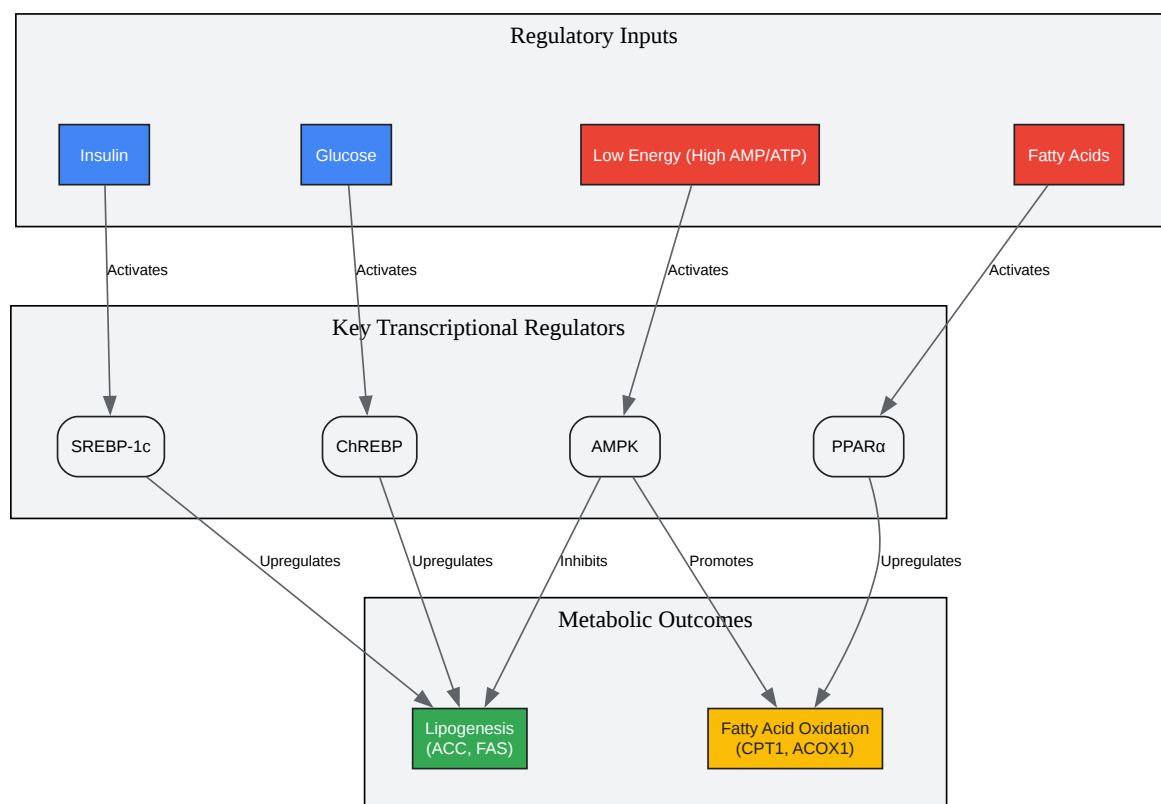 Regulatory Inputs
Insulin
Glucose
Low Energy (High AMP/ATP)
Fatty Acids
Activates
Activates
Activates
Activates
Key Transcriptional Regulators
SREBP-1c
ChREBP
AMPK
PPARα
Upregulates
Upregulates
Inhibits
Promotes
Upregulates
Metabolic Outcomes
Lipogenesis
(ACC, FAS)
Fatty Acid Oxidation
(CPT1, ACOX1)